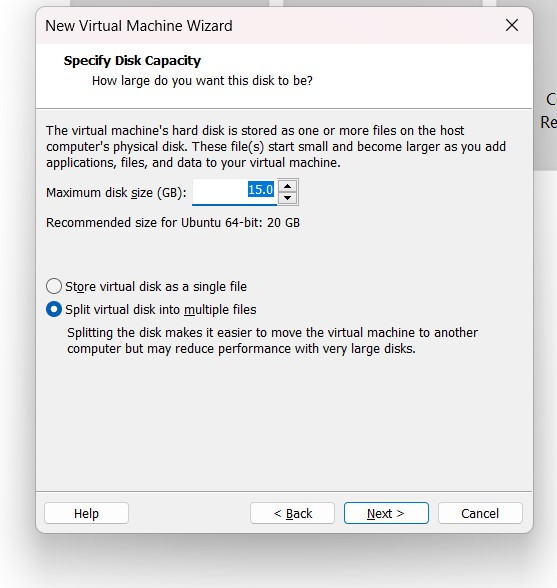 New Virtual Machine Wizard
Specify Disk Capacity
How large do you want this disk to be?
The virtual machine's hard disk is stored as one or more files on the host
computer's physical disk. These file(s) start small and become larger as you add
applications, files, and data to your virtual machine.
Maximum disk size (GB): 15.0
Recommended size for Ubuntu 64-bit: 20 GB
Store virtual disk as a single file
Split virtual disk into multiple files
Splitting the disk makes it easier to move the virtual machine to another
computer but may reduce performance with very large disks.
Help < Back Next > Cancel
C
Re